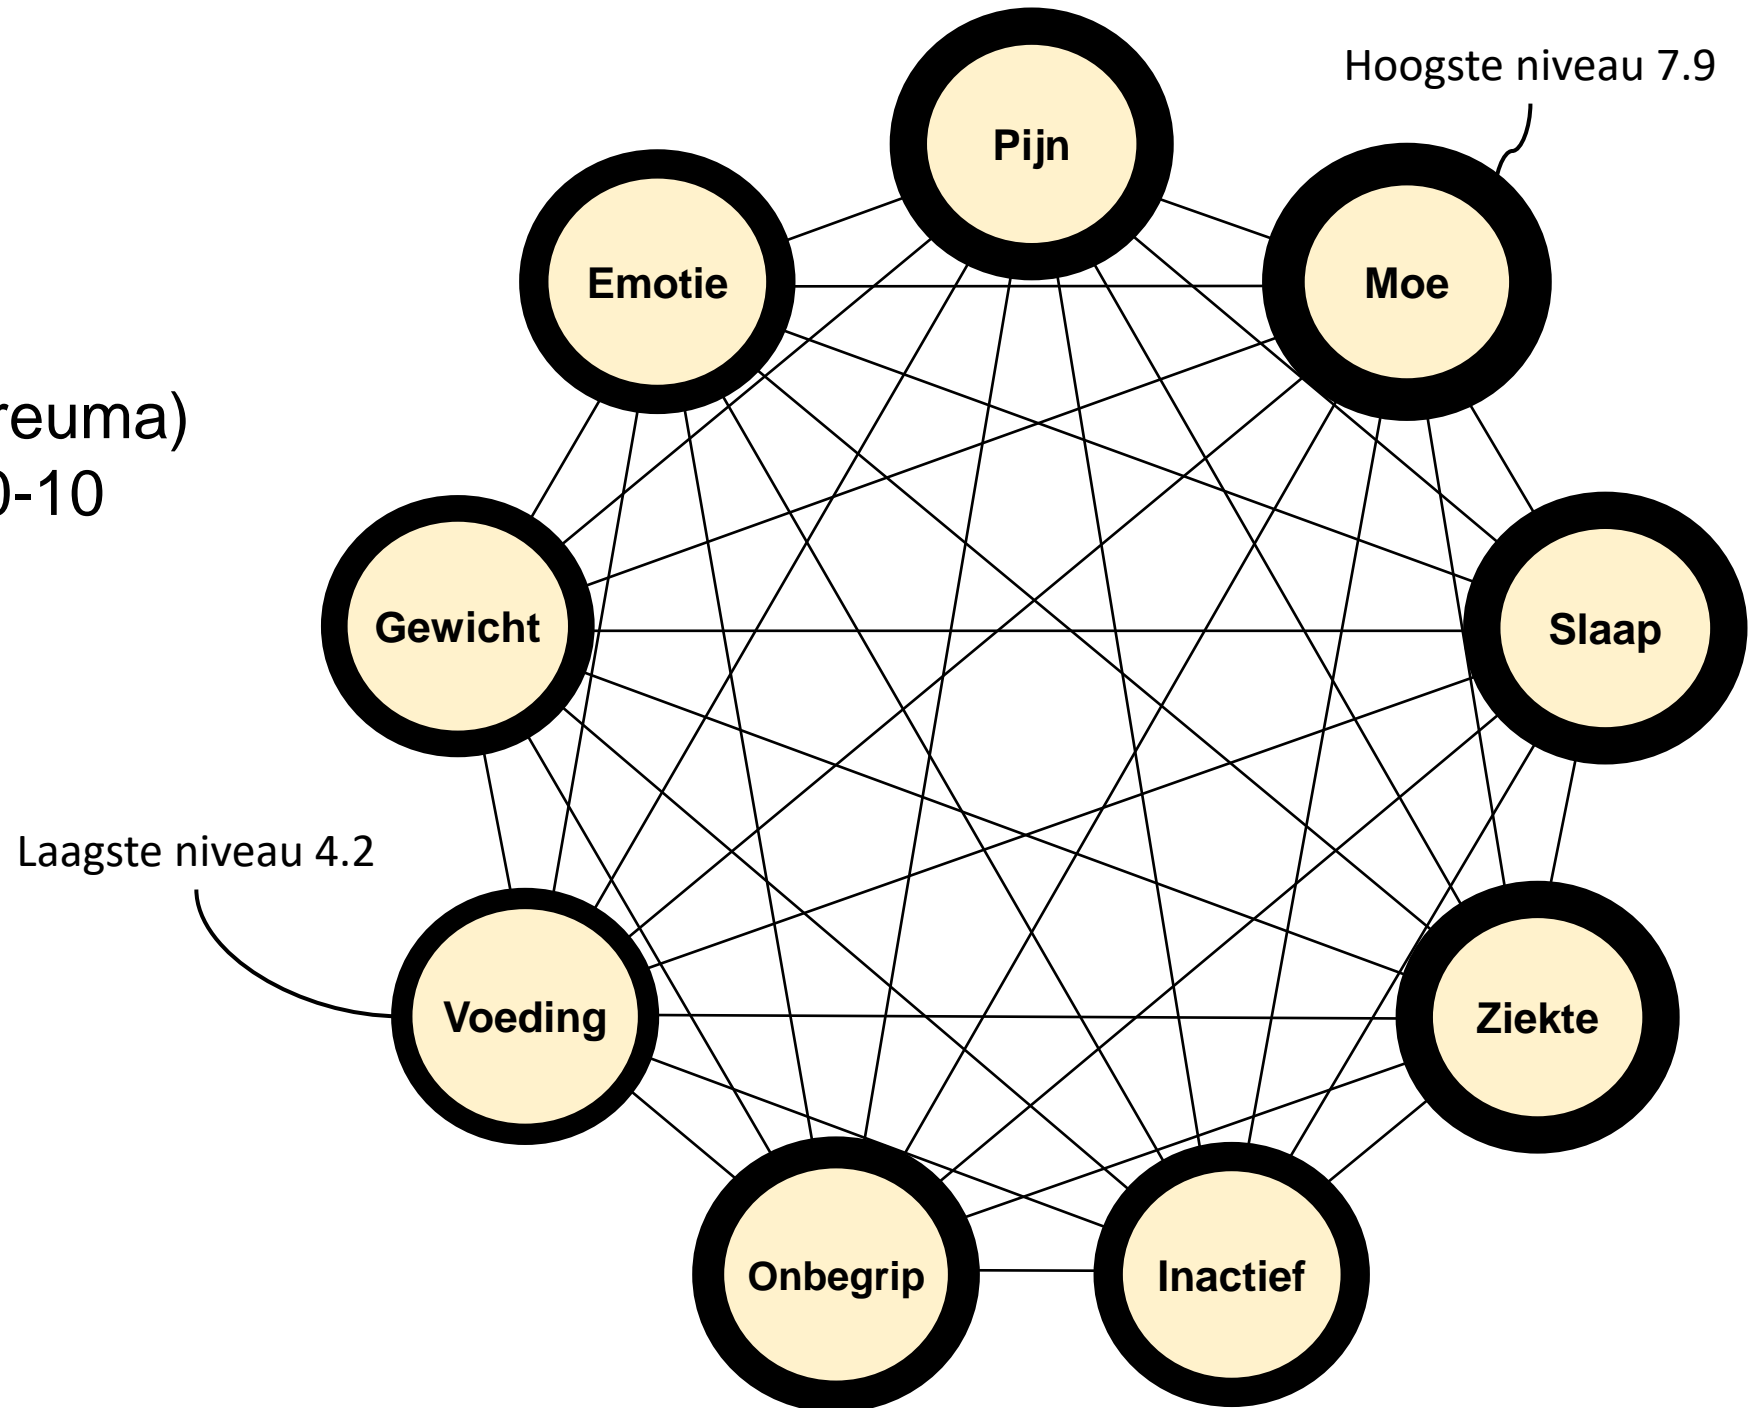 Hoogste niveau 7.9
Pijn
Emotie
Moe
reuma)
0-10
Gewicht
Slaap
Laagste niveau 4.2
Voeding
Ziekte
Onbegrip
Inactief